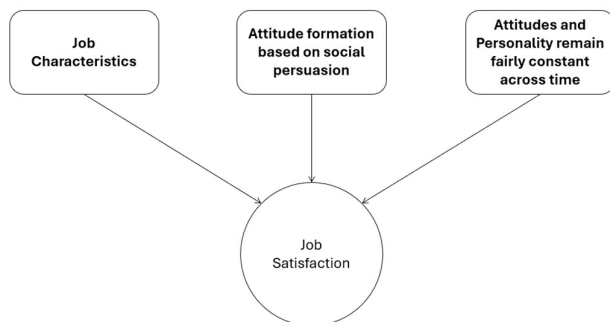 Job
Characteristics
Attitude formation
based on social
persuasion
Attitudes and
Personality remain
fairly constant
across time
Job
Satisfaction